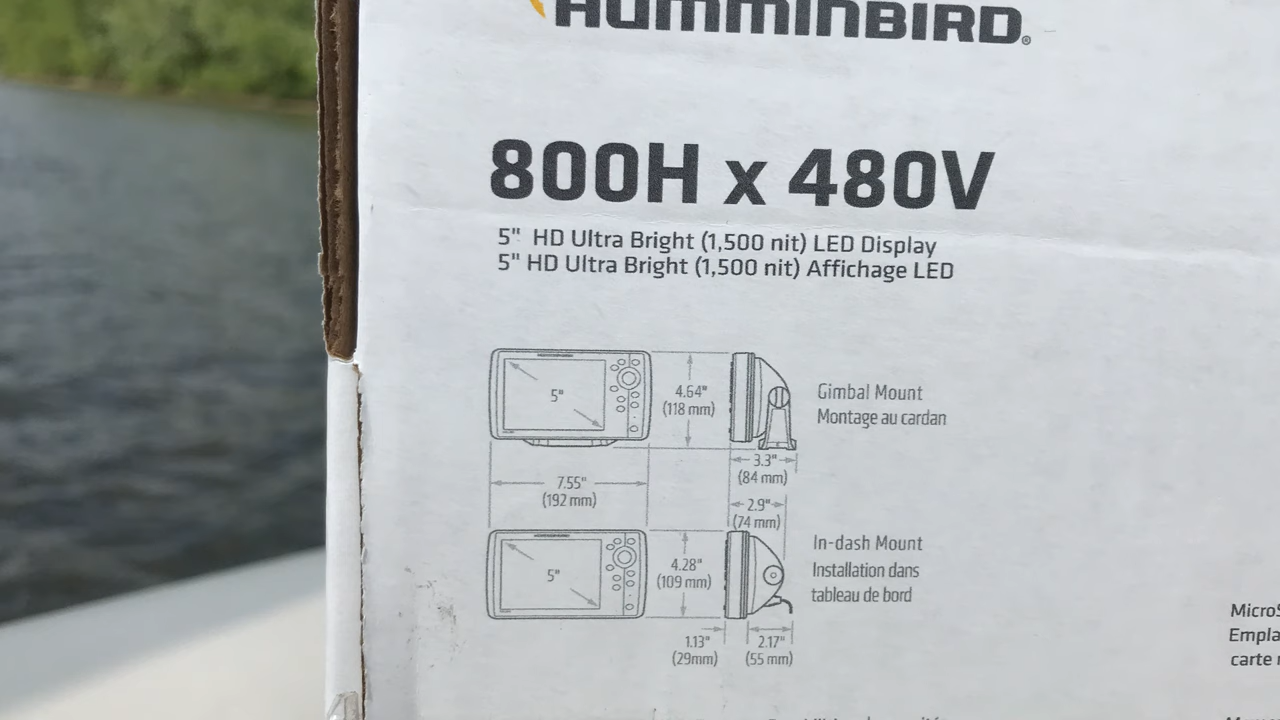 HUMMINBIRD®
800H x 480V
5" HD Ultra Bright (1,500 nit) LED Display
5" HD Ultra Bright (1,500 nit) Affichage LED
5"
4.64"
(118 mm)
Gimbal Mount
Montage au cardan
3.3"
(84 mm)
7.55"
(192 mm)
2.9"
(74 mm)
5"
4.28"
(109 mm)
In-dash Mount
Installation dans
tableau de bord
1.13"
(29mm)
2.17"
(55 mm)
MicroS
Empla
carte